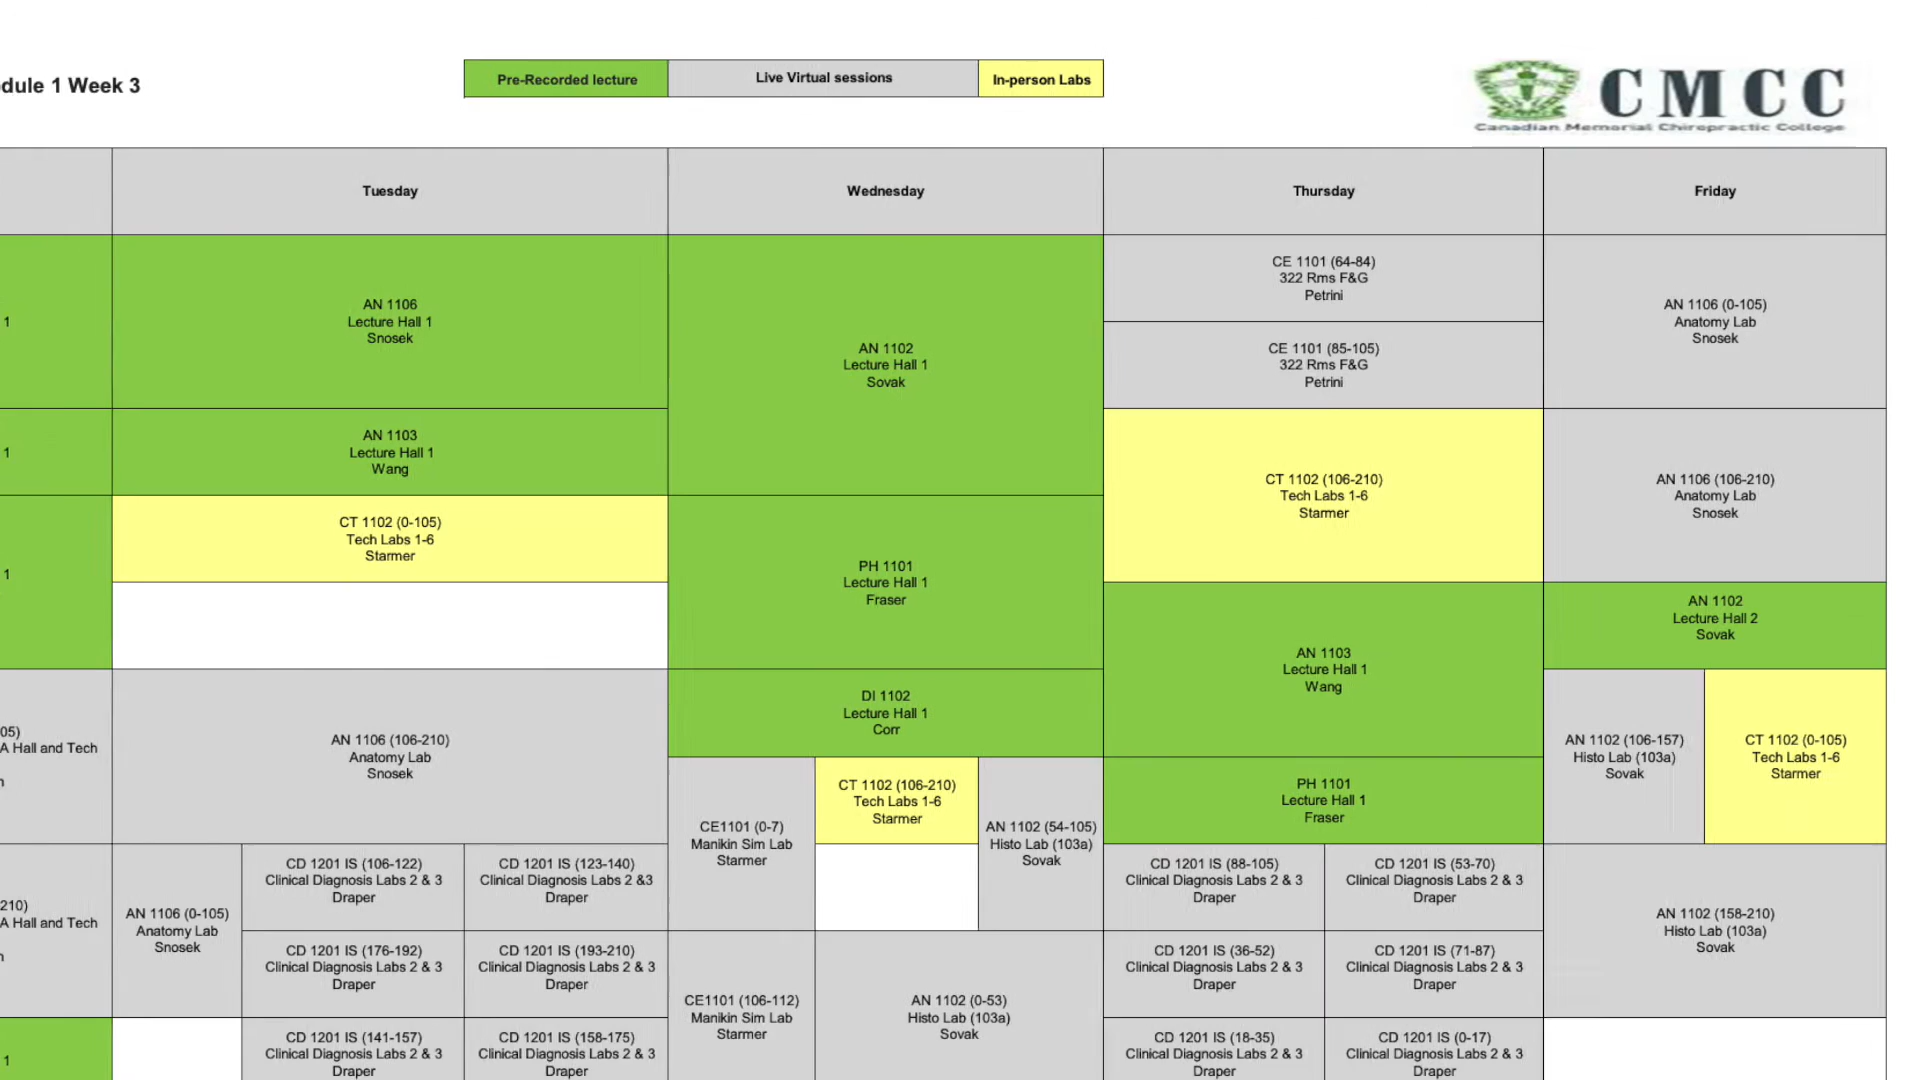 dule 1 Week 3
Pre-Recorded lecture
Live Virtual sessions
In-person Labs
CMCC
Canadian Memorial Chiropractic College
Tuesday
Wednesday
Thursday
Friday
1
AN 1106
Lecture Hall 1
Snosek
AN 1102
Lecture Hall 1
Sovak
CE 1101 (64-84)
322 Rms F&G
Petrini
CE 1101 (85-105)
322 Rms F&G
Petrini
AN 1106 (0-105)
Anatomy Lab
Snosek
1
AN 1103
Lecture Hall 1
Wang
CT 1102 (106-210)
Tech Labs 1-6
Starmer
AN 1106 (106-210)
Anatomy Lab
Snosek
1
CT 1102 (0-105)
Tech Labs 1-6
Starmer
PH 1101
Lecture Hall 1
Fraser
AN 1103
Lecture Hall 1
Wang
AN 1102
Lecture Hall 2
Sovak
05)
A Hall and Tech
n
AN 1106 (106-210)
Anatomy Lab
Snosek
DI 1102
Lecture Hall 1
Corr
AN 1102 (106-157)
Histo Lab (103a)
Sovak
CT 1102 (0-105)
Tech Labs 1-6
Starmer
CE1101 (0-7)
Manikin Sim Lab
Starmer
CT 1102 (106-210)
Tech Labs 1-6
Starmer
AN 1102 (54-105)
Histo Lab (103a)
Sovak
PH 1101
Lecture Hall 1
Fraser
210)
A Hall and Tech
n
AN 1106 (0-105)
Anatomy Lab
Snosek
CD 1201 IS (106-122)
Clinical Diagnosis Labs 2 & 3
Draper
CD 1201 IS (123-140)
Clinical Diagnosis Labs 2 &3
Draper
CD 1201 IS (88-105)
Clinical Diagnosis Labs 2 & 3
Draper
CD 1201 IS (53-70)
Clinical Diagnosis Labs 2 & 3
Draper
AN 1102 (158-210)
Histo Lab (103a)
Sovak
CD 1201 IS (176-192)
Clinical Diagnosis Labs 2 & 3
Draper
CD 1201 IS (193-210)
Clinical Diagnosis Labs 2 & 3
Draper
CE1101 (106-112)
Manikin Sim Lab
Starmer
AN 1102 (0-53)
Histo Lab (103a)
Sovak
CD 1201 IS (36-52)
Clinical Diagnosis Labs 2 & 3
Draper
CD 1201 IS (71-87)
Clinical Diagnosis Labs 2 & 3
Draper
1
CD 1201 IS (141-157)
Clinical Diagnosis Labs 2 & 3
Draper
CD 1201 IS (158-175)
Clinical Diagnosis Labs 2 & 3
Draper
CD 1201 IS (18-35)
Clinical Diagnosis Labs 2 & 3
Draper
CD 1201 IS (0-17)
Clinical Diagnosis Labs 2 & 3
Draper